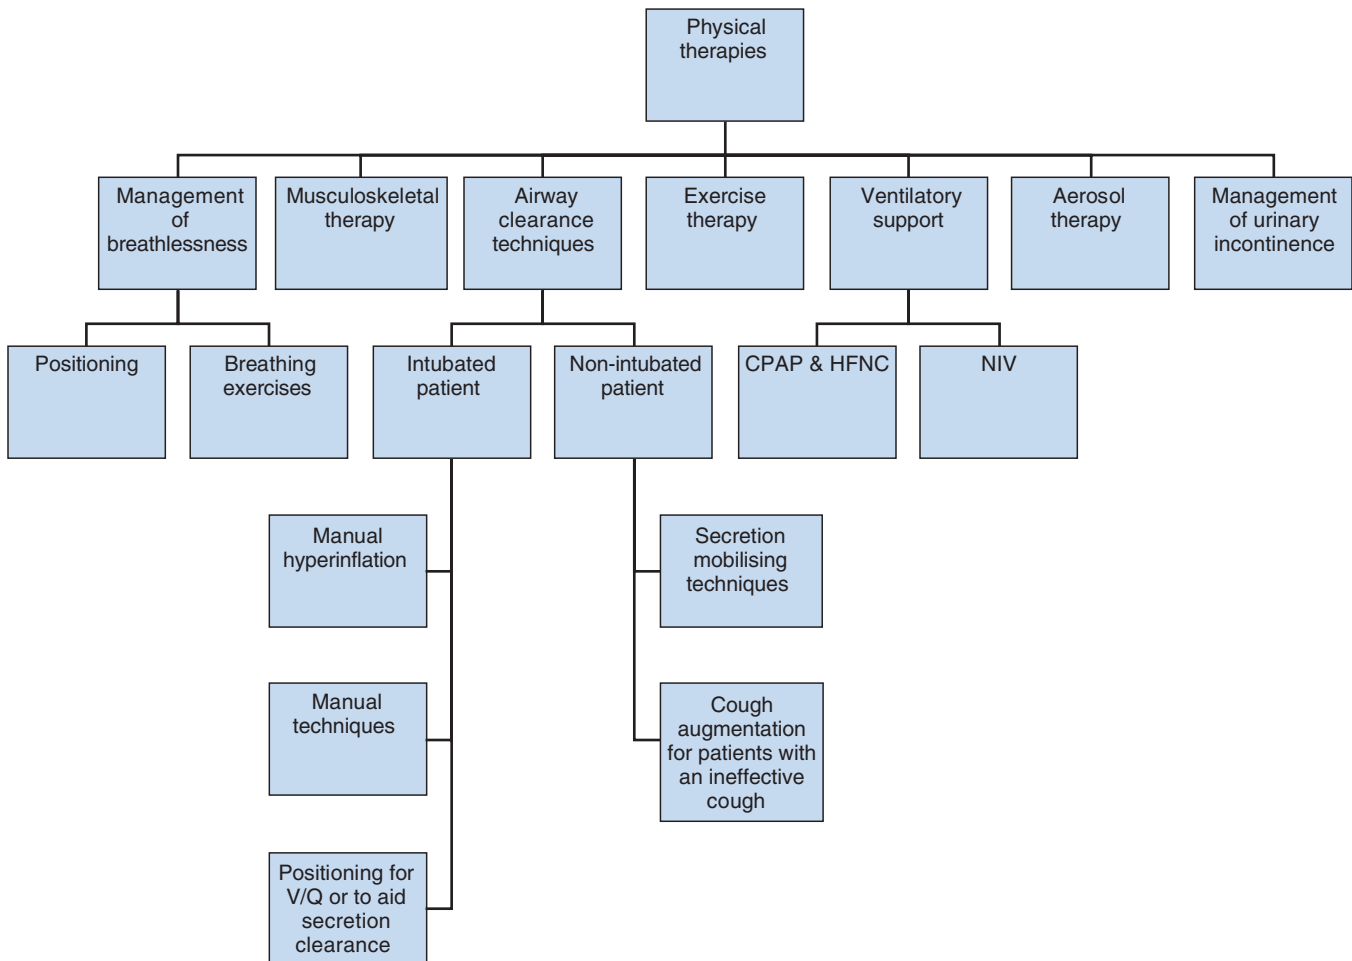 Physical
therapies
Management
of
breathlessness
Musculoskeletal
therapy
Airway
clearance
techniques
Exercise
therapy
Ventilatory
support
Aerosol
therapy
Management
of urinary
incontinence
Positioning
Breathing
exercises
Intubated
patient
Non-intubated
patient
CPAP & HFNC
NIV
Manual
hyperinflation
Secretion
mobilising
techniques
Manual
techniques
Cough
augmentation
for patients with
an ineffective
cough
Positioning for
V/Q or to aid
secretion
clearance